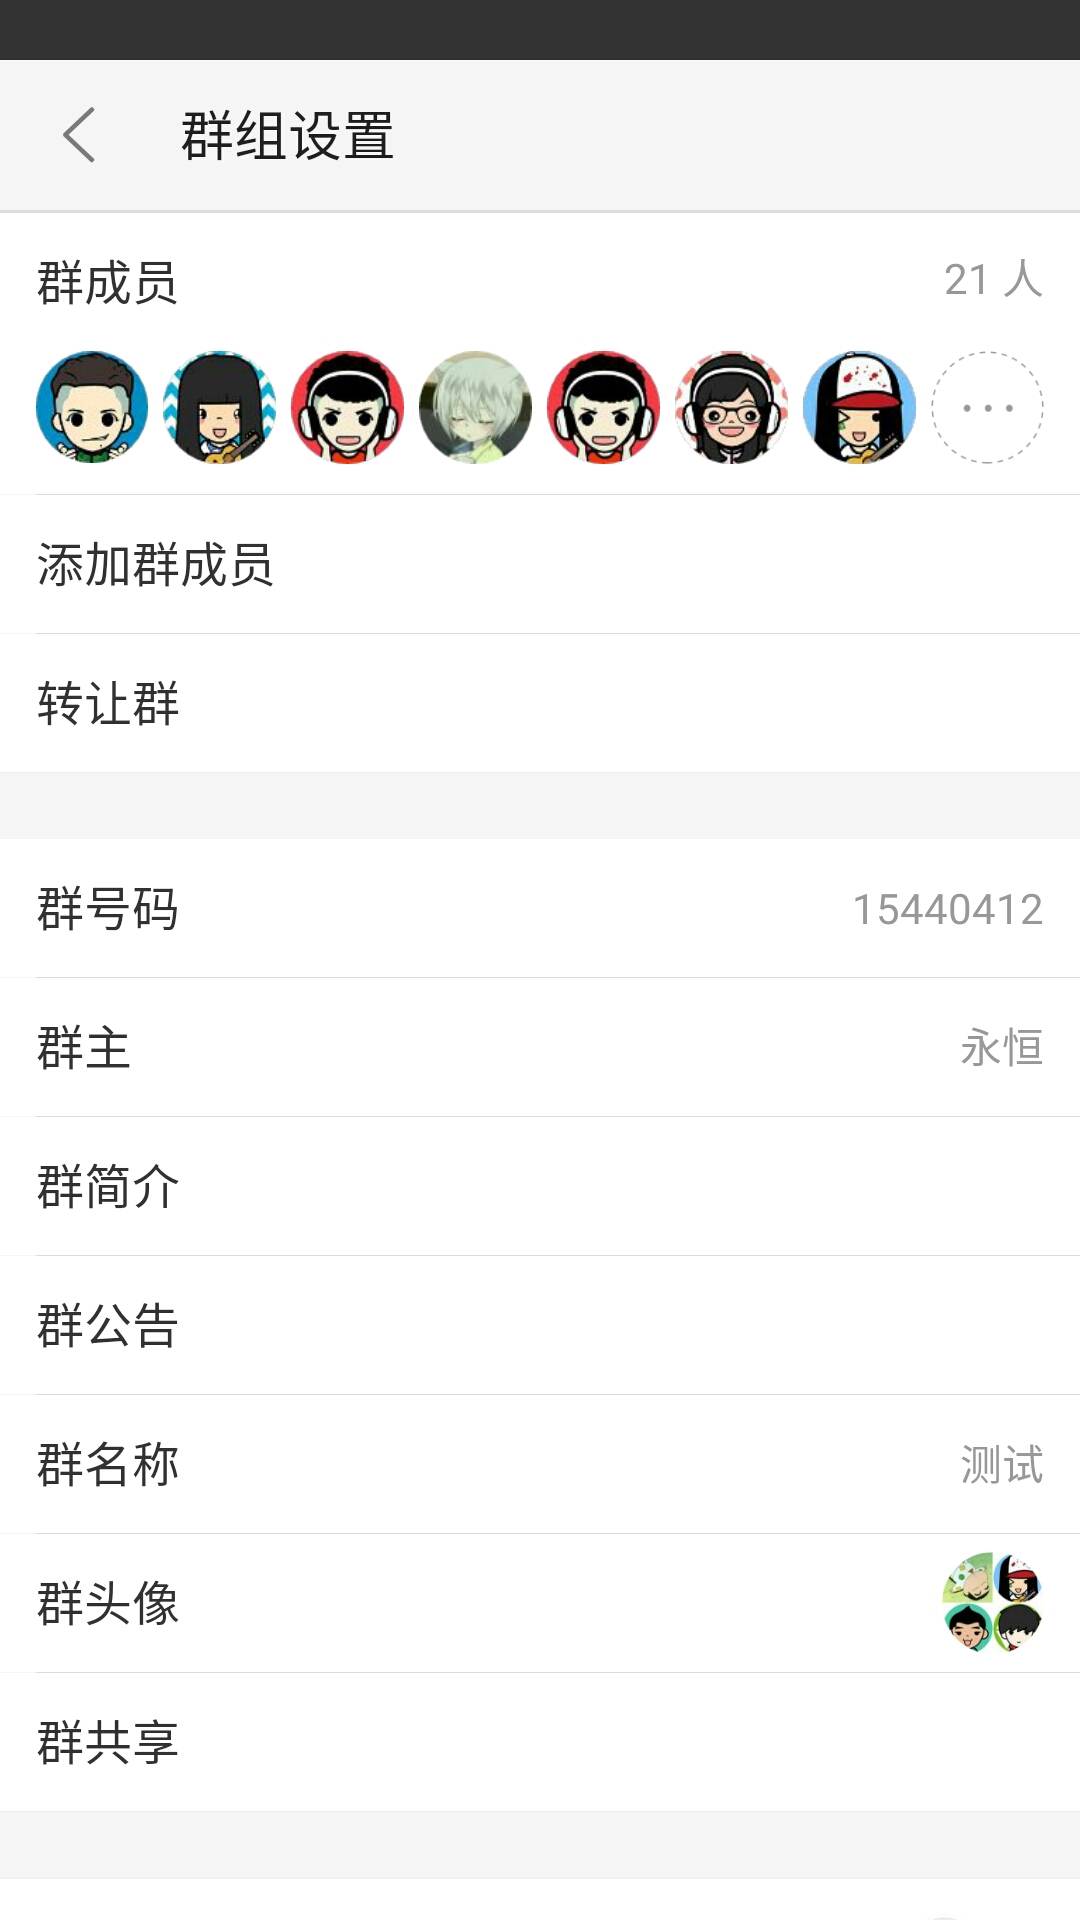 群组设置
群成员
21 人
添加群成员
转让群
群号码
15440412
群主
永恒
群简介
群公告
群名称
测试
群头像
群共享